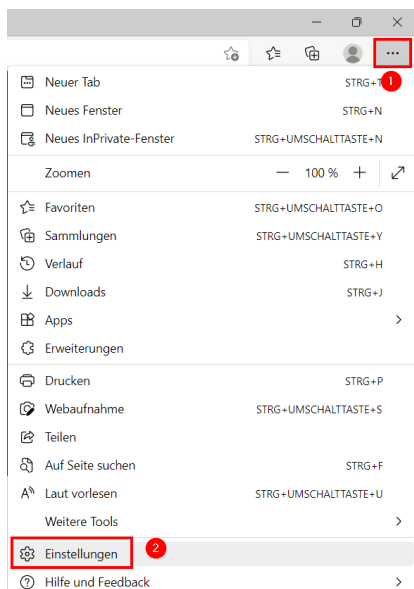 1
Neuer Tab STRG+T
Neues Fenster STRG+N
Neues InPrivate-Fenster STRG+UMSCHALTTASTE+N
Zoomen — 100 % +
Favoriten STRG+UMSCHALTTASTE+O
Sammlungen STRG+UMSCHALTTASTE+Y
Verlauf STRG+H
Downloads STRG+J
Apps
Erweiterungen
Drucken STRG+P
Webaufnahme STRG+UMSCHALTTASTE+S
Teilen
Auf Seite suchen STRG+F
Laut vorlesen STRG+UMSCHALTTASTE+U
Weitere Tools
Einstellungen 2
Hilfe und Feedback